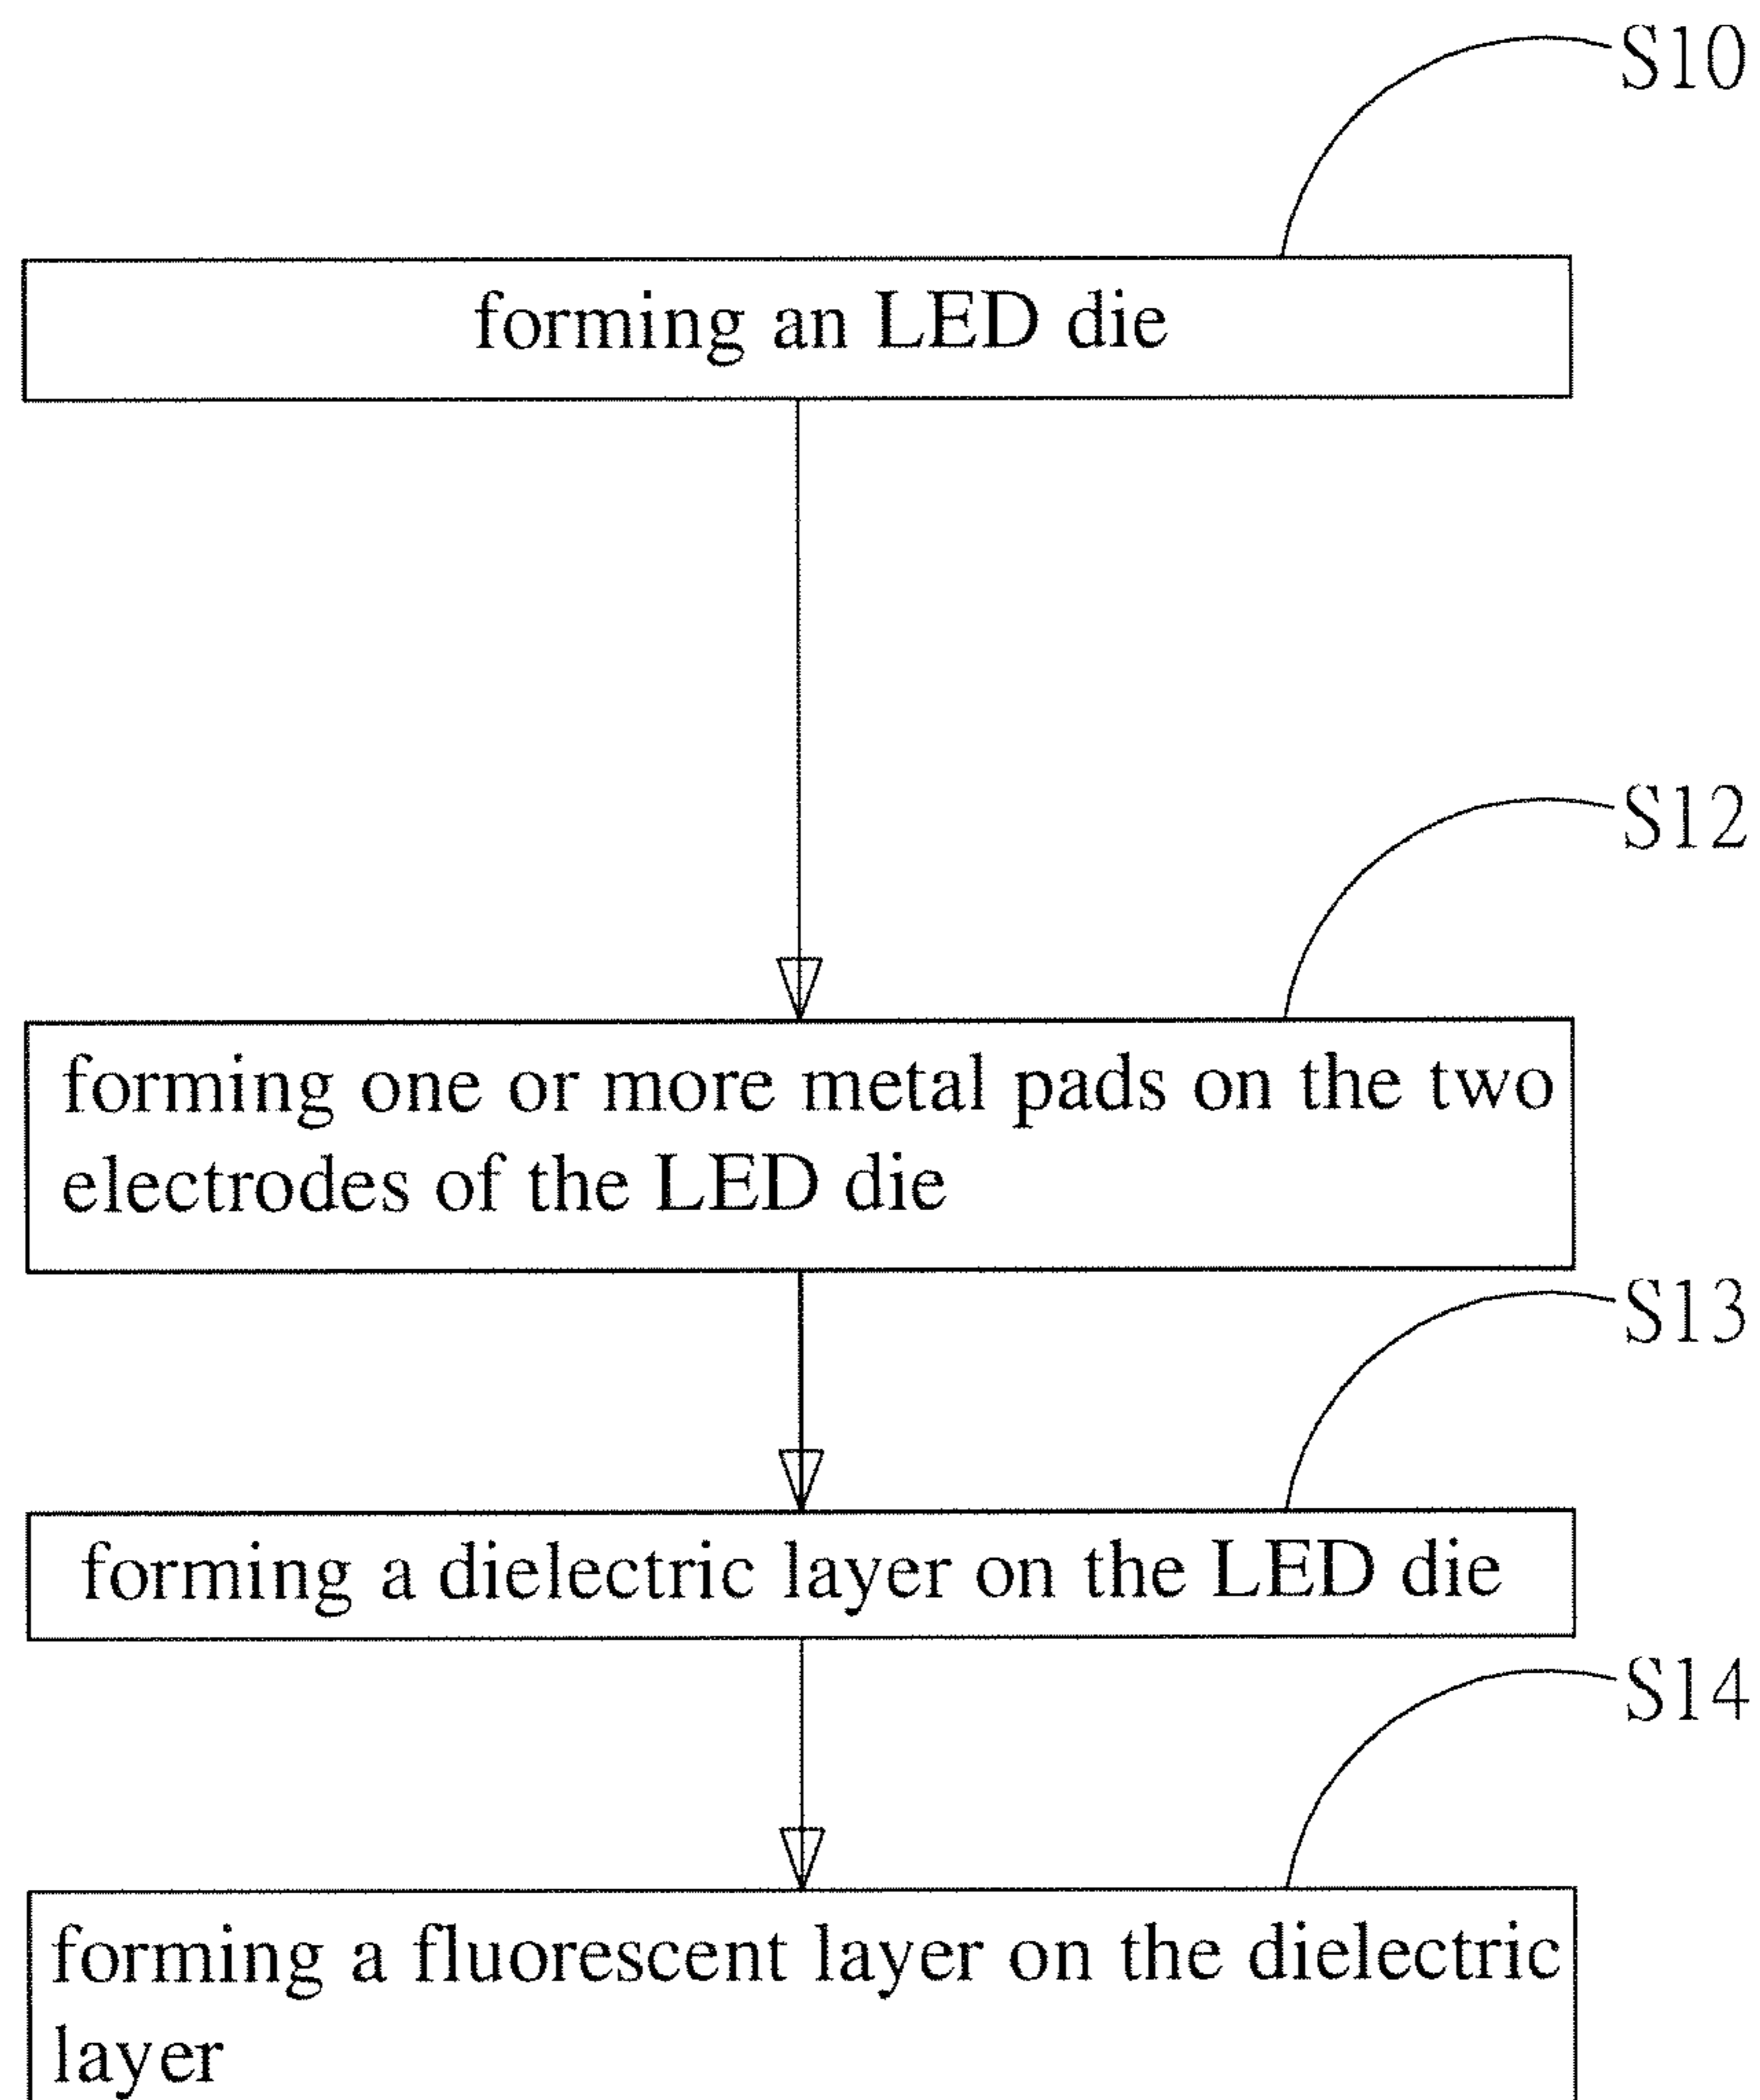 S10
forming an LED die
S12
forming one or more metal pads on the two
electrodes of the LED die
S13
forming a dielectric layer on the LED die
S14
forming a fluorescent layer on the dielectric
layer